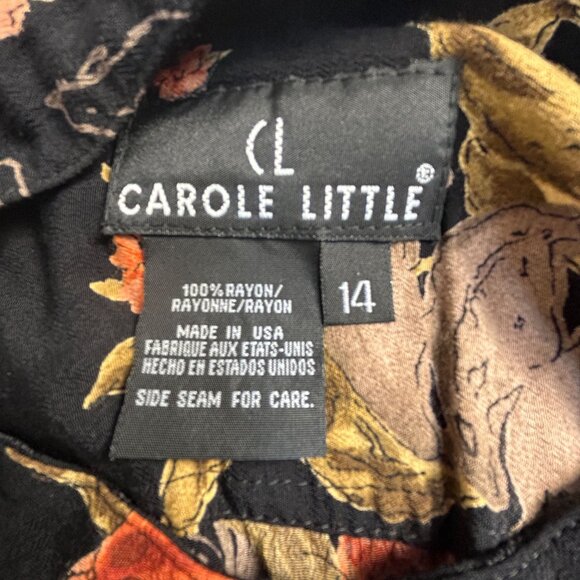 CL
CAROLE LITTLE®
14
100% RAYON/
RAYONNE/RAYON
MADE IN USA
FABRIQUE AUX ETATS-UNIS
HECHO EN ESTADOS UNIDOS
SIDE SEAM FOR CARE.